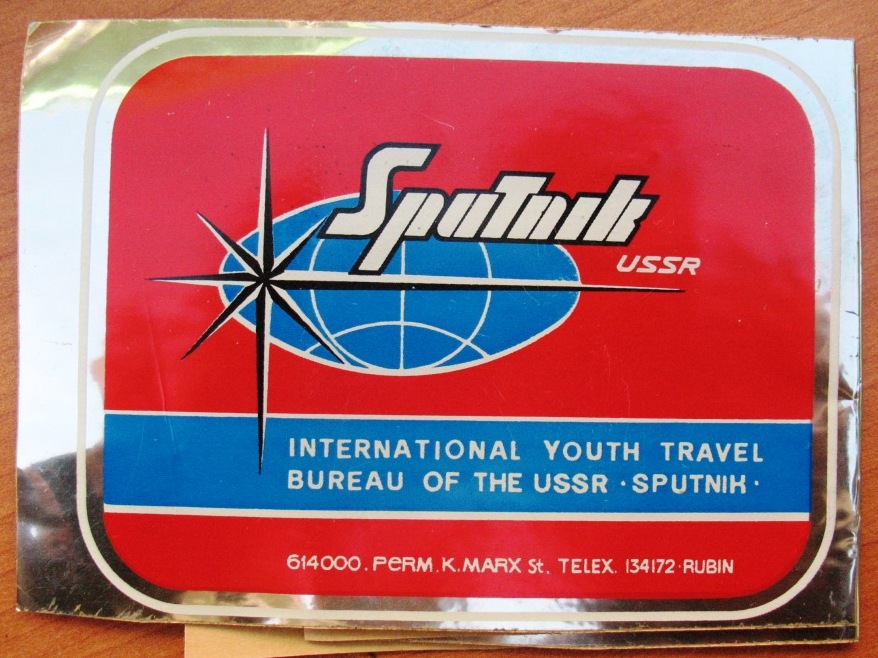 Sputnik
USSR
INTERNATIONAL YOUTH TRAVEL
BUREAU OF THE USSR · SPUTNIK ·
614000. PERM. K. MARX St. TELEX. 134172 · RUBIN